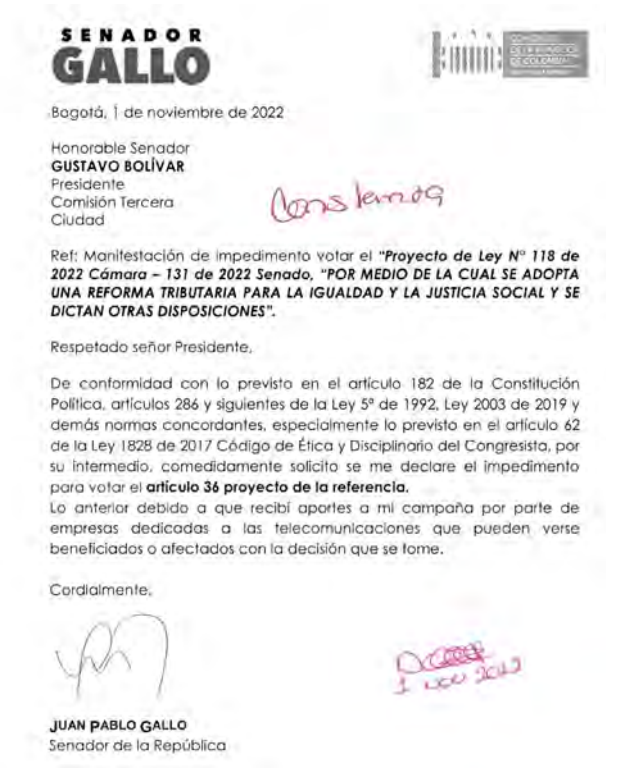 SENADOR
GALLO
Bogotá, 1 de noviembre de 2022
Honorable Senador
GUSTAVO BOLÍVAR
Presidente
Comisión Tercera
Ciudad
Constancia
Ref: Manifestación de impedimento votar el "Proyecto de Ley N° 118 de
2022 Cámara – 131 de 2022 Senado, "POR MEDIO DE LA CUAL SE ADOPTA
UNA REFORMA TRIBUTARIA PARA LA IGUALDAD Y LA JUSTICIA SOCIAL Y SE
DICTAN OTRAS DISPOSICIONES".
Respetado señor Presidente,
De conformidad con lo previsto en el artículo 182 de la Constitución
Política, artículos 286 y siguientes de la Ley 5ª de 1992, Ley 2003 de 2019 y
demás normas concordantes, especialmente lo previsto en el artículo 62
de la Ley 1828 de 2017 Código de Ética y Disciplinario del Congresista, por
su intermedio, comedidamente solicito se me declare el impedimento
para votar el artículo 36 proyecto de la referencia.
Lo anterior debido a que recibí aportes a mi campaña por parte de
empresas dedicadas a las telecomunicaciones que pueden verse
beneficiados o afectados con la decisión que se tome.
Cordialmente,
1 NOV 2022
JUAN PABLO GALLO
Senador de la República